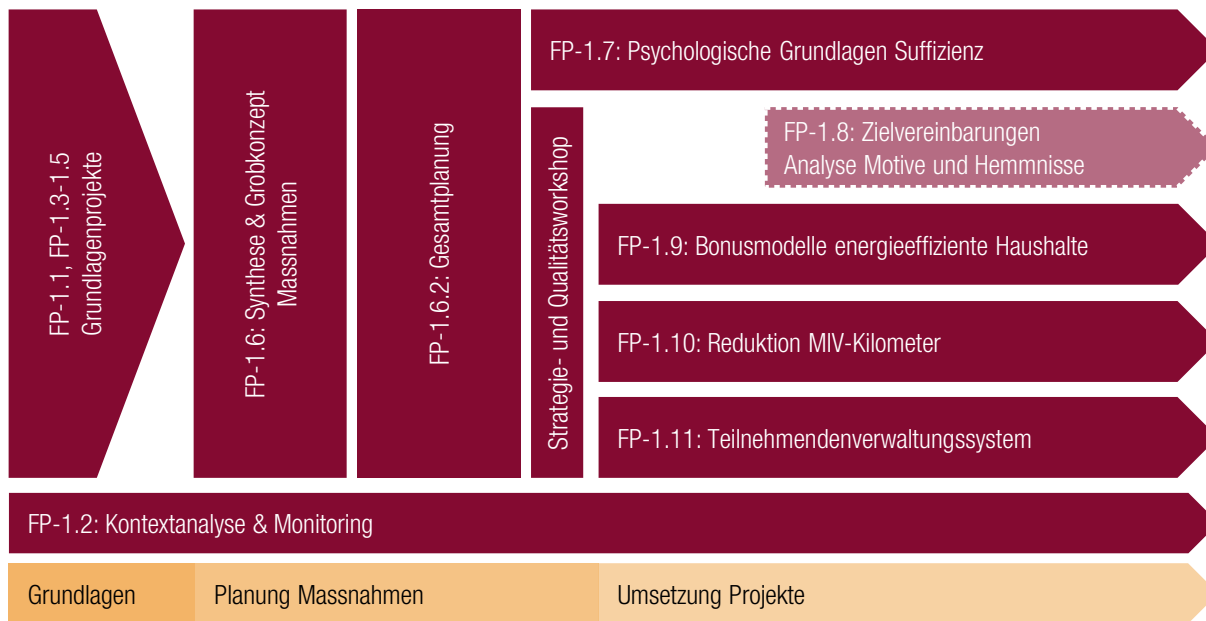 FP-1.1, FP-1.3-1.5
Grundlagenprojekte
FP-1.6: Synthese & Grobkonzept
Massnahmen
FP-1.6.2: Gesamtplanung
Strategie- und Qualitätsworkshop
FP-1.7: Psychologische Grundlagen Suffizienz
FP-1.8: Zielvereinbarungen
Analyse Motive und Hemmnisse
FP-1.9: Bonusmodelle energieeffiziente Haushalte
FP-1.10: Reduktion MIV-Kilometer
FP-1.11: Teilnehmendenverwaltungssystem
FP-1.2: Kontextanalyse & Monitoring
Grundlagen
Planung Massnahmen
Umsetzung Projekte